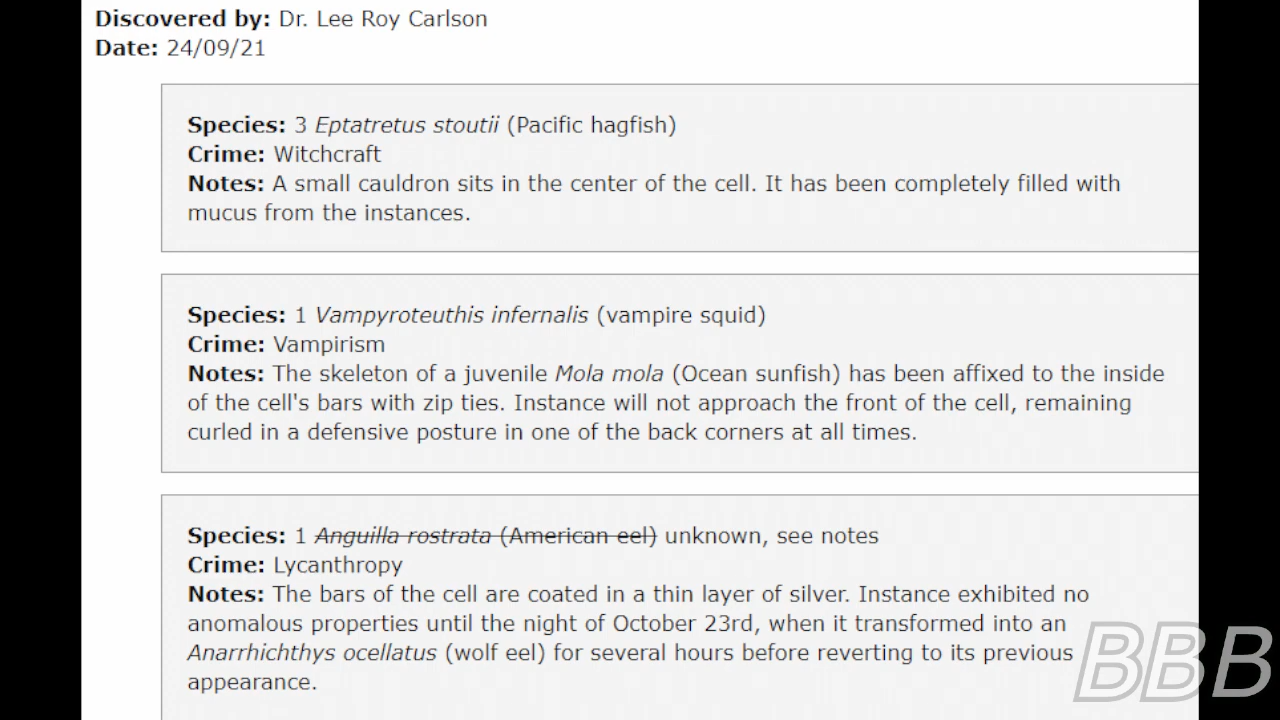 Discovered by: Dr. Lee Roy Carlson
Date: 24/09/21
Species: 3 Eptatretus stoutii (Pacific hagfish)
Crime: Witchcraft
Notes: A small cauldron sits in the center of the cell. It has been completely filled with
mucus from the instances.
Species: 1 Vampyroteuthis infernalis (vampire squid)
Crime: Vampirism
Notes: The skeleton of a juvenile Mola mola (Ocean sunfish) has been affixed to the inside
of the cell's bars with zip ties. Instance will not approach the front of the cell, remaining
curled in a defensive posture in one of the back corners at all times.
Species: 1 Anguilla rostrata (American eel) unknown, see notes
Crime: Lycanthropy
Notes: The bars of the cell are coated in a thin layer of silver. Instance exhibited no
anomalous properties until the night of October 23rd, when it transformed into an
Anarrhichthys ocellatus (wolf eel) for several hours before reverting to its previous
appearance.
BBB